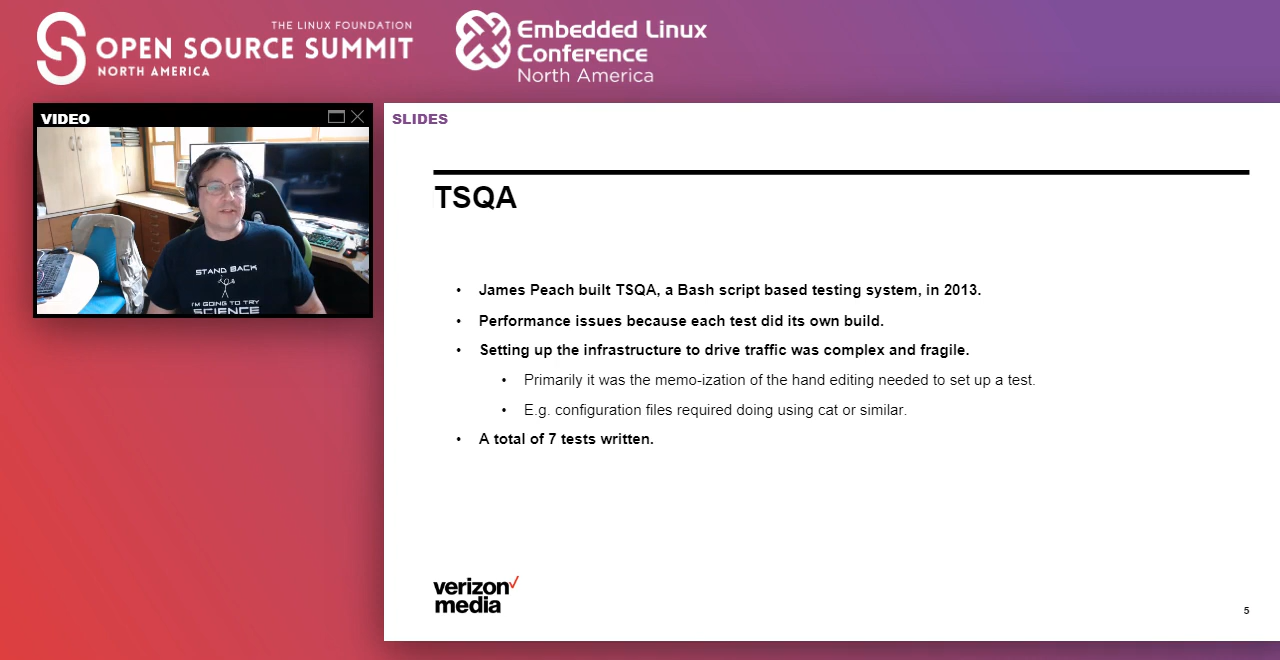 THE LINUX FOUNDATION
OPEN SOURCE SUMMIT
NORTH AMERICA
Embedded Linux
Conference
North America
VIDEO
STAND BACK
I'M GOING TO TRY
SCIENCE
SLIDES
TSQA
• James Peach built TSQA, a Bash script based testing system, in 2013.
• Performance issues because each test did its own build.
• Setting up the infrastructure to drive traffic was complex and fragile.
• Primarily it was the memo-ization of the hand editing needed to set up a test.
• E.g. configuration files required doing using cat or similar.
• A total of 7 tests written.
verizon✓
media
5